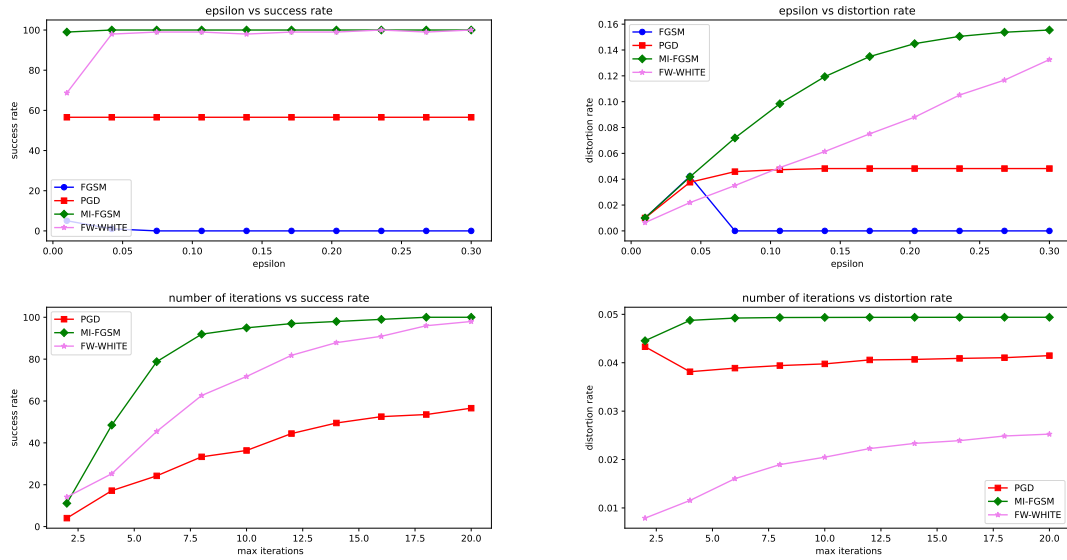 epsilon vs success rate
100
80
60
40
20
0
success rate
FGSM
PGD
MI-FGSM
FW-WHITE
0.00 0.05 0.10 0.15 0.20 0.25 0.30
epsilon
epsilon vs distortion rate
0.16
0.14
0.12
0.10
0.08
0.06
0.04
0.02
0.00
distortion rate
FGSM
PGD
MI-FGSM
FW-WHITE
0.00 0.05 0.10 0.15 0.20 0.25 0.30
epsilon
number of iterations vs success rate
100
80
60
40
20
0
success rate
PGD
MI-FGSM
FW-WHITE
2.5 5.0 7.5 10.0 12.5 15.0 17.5 20.0
max iterations
number of iterations vs distortion rate
0.05
0.04
0.03
0.02
0.01
distortion rate
PGD
MI-FGSM
FW-WHITE
2.5 5.0 7.5 10.0 12.5 15.0 17.5 20.0
max iterations